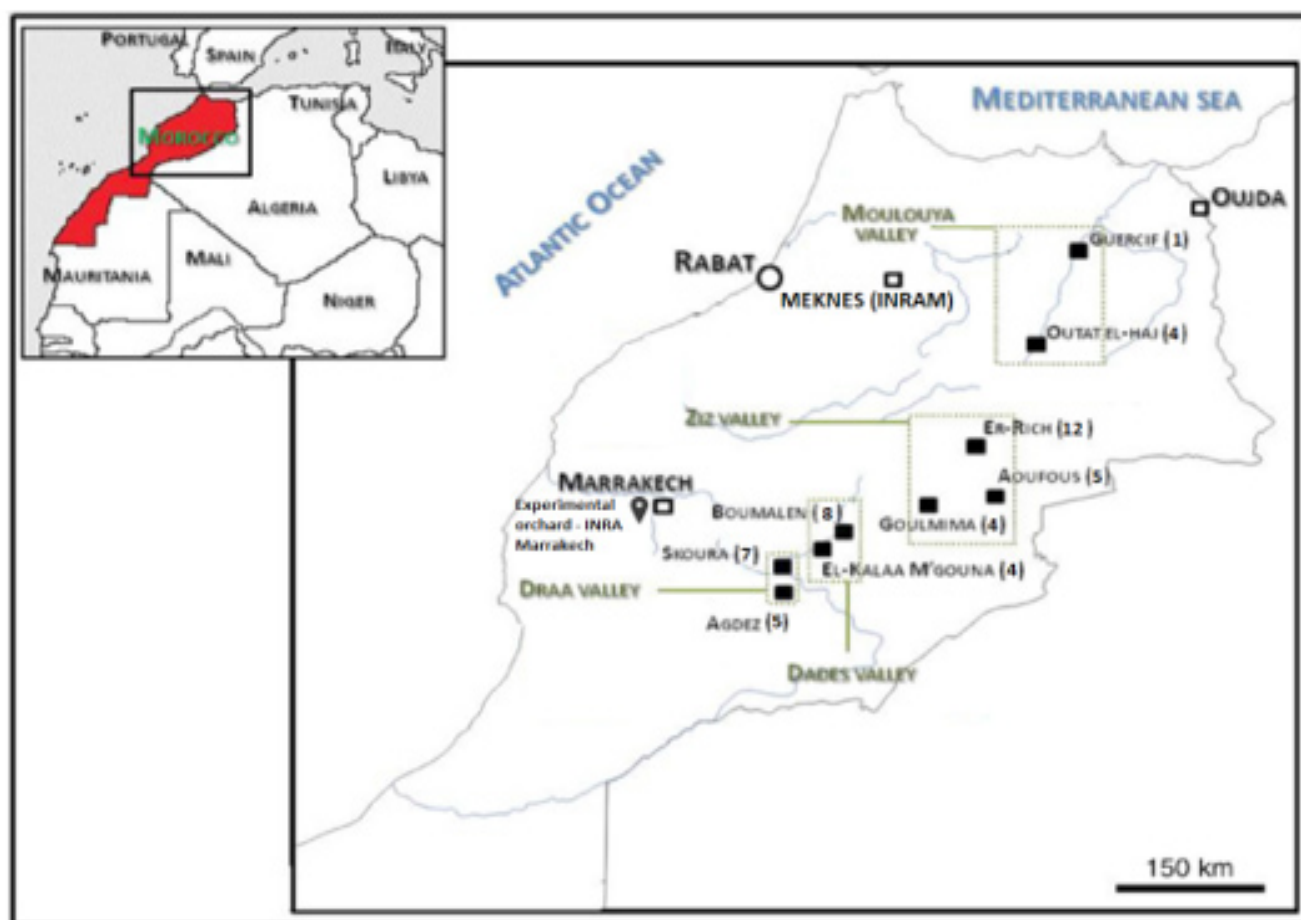 PORTUGAL
SPAIN
ITALY
TUNISIA
MOROCCO
LIBYA
ALGERIA
MAURITANIA
MALI
NIGER
MEDITERRANEAN SEA
ATLANTIC OCEAN
OUJDA
MOULOUYA
VALLEY
GUERCIF (1)
RABAT
MEKNES (INRAM)
OUTAT EL-HAJ (4)
ZIZ VALLEY
ER-RICH (12)
AOUFOUS (5)
MARRAKECH
Experimental
orchard - INRA
Marrakech
BOUMALEN (8)
GOULMIMA (4)
SKOURA (7)
EL-KALAA M'GOUNA (4)
DRAA VALLEY
AGDEZ (5)
DADES VALLEY
150 km